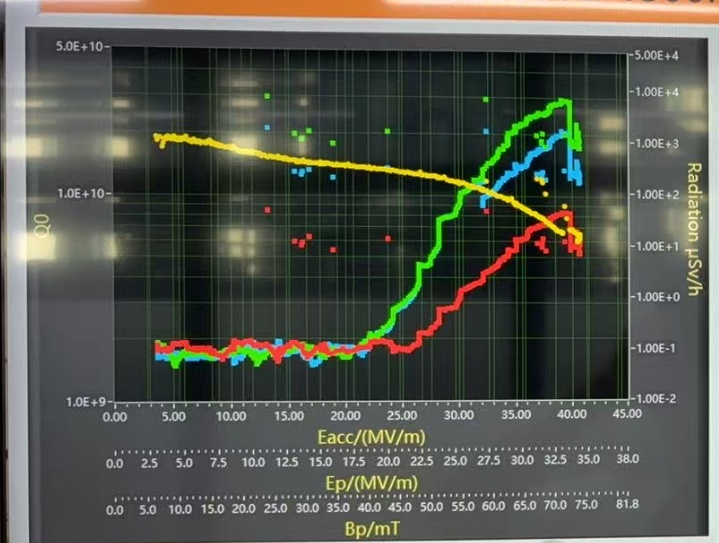 5.0E+10
1.0E+10
1.0E+9
Q0
5.00E+4
1.00E+4
1.00E+3
1.00E+2
1.00E+1
1.00E+0
1.00E-1
1.00E-2
Radiation μSv/h
0.00 5.00 10.00 15.00 20.00 25.00 30.00 35.00 40.00 45.00
Eacc/(MV/m)
0.0 2.5 5.0 7.5 10.0 12.5 15.0 17.5 20.0 22.5 25.0 27.5 30.0 32.5 35.0 38.0
Ep/(MV/m)
0.0 5.0 10.0 15.0 20.0 25.0 30.0 35.0 40.0 45.0 50.0 55.0 60.0 65.0 70.0 75.0 81.8
Bp/mT